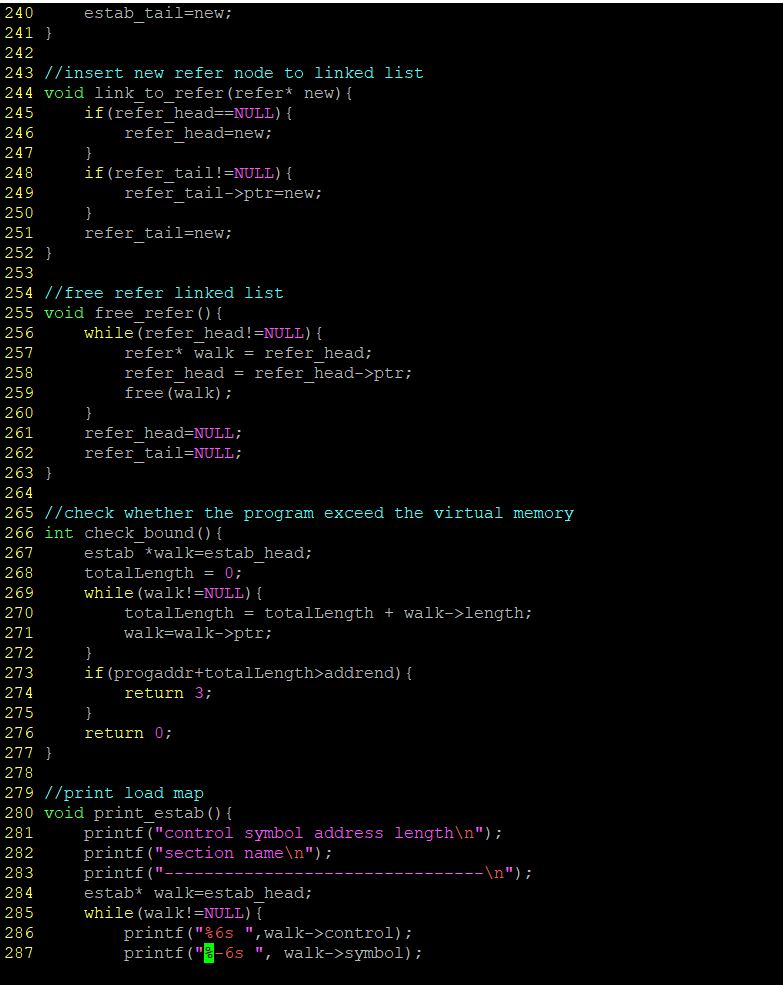 240     estab_tail=new;
241 }
242
243 //insert new refer node to linked list
244 void link_to_refer(refer* new){
245     if(refer_head==NULL){
246         refer_head=new;
247     }
248     if(refer_tail!=NULL){
249         refer_tail->ptr=new;
250     }
251     refer_tail=new;
252 }
253
254 //free refer linked list
255 void free_refer(){
256     while(refer_head!=NULL){
257         refer* walk = refer_head;
258         refer_head = refer_head->ptr;
259         free(walk);
260     }
261     refer_head=NULL;
262     refer_tail=NULL;
263 }
264
265 //check whether the program exceed the virtual memory
266 int check_bound(){
267     estab *walk=estab_head;
268     totalLength = 0;
269     while(walk!=NULL){
270         totalLength = totalLength + walk->length;
271         walk=walk->ptr;
272     }
273     if(progaddr+totalLength>addrend){
274         return 3;
275     }
276     return 0;
277 }
278
279 //print load map
280 void print_estab(){
281     printf("control symbol address length\n");
282     printf("section name\n");
283     printf("--------------------------------\n");
284     estab* walk=estab_head;
285     while(walk!=NULL){
286         printf("%6s ",walk->control);
287         printf("%-6s ", walk->symbol);